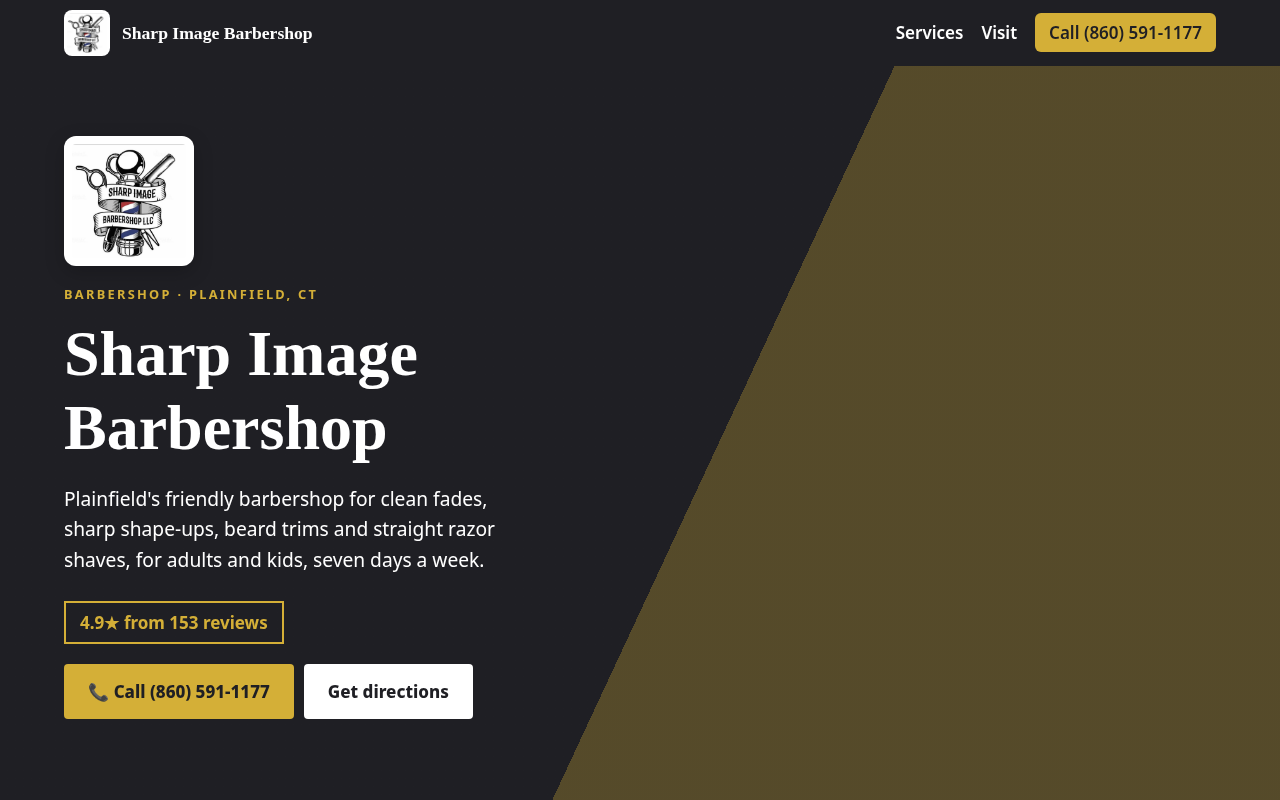 Sharp Image Barbershop
Services
Visit
Call (860) 591-1177
SHARP IMAGE
BARBERSHOP LLC
BARBERSHOP · PLAINFIELD, CT
Sharp Image
Barbershop
Plainfield's friendly barbershop for clean fades,
sharp shape-ups, beard trims and straight razor
shaves, for adults and kids, seven days a week.
4.9★ from 153 reviews
📞 Call (860) 591-1177
Get directions